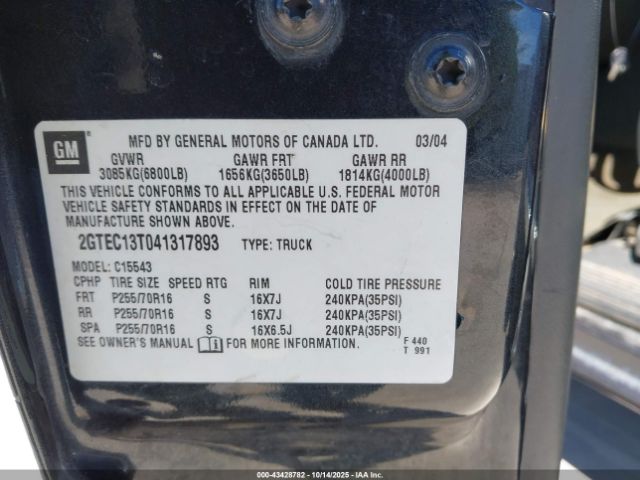 GM
MFD BY GENERAL MOTORS OF CANADA LTD. 03/04
GVWR GAWR FRT GAWR RR
3085KG(6800LB) 1656KG(3650LB) 1814KG(4000LB)
THIS VEHICLE CONFORMS TO ALL APPLICABLE U.S. FEDERAL MOTOR
VEHICLE SAFETY STANDARDS IN EFFECT ON THE DATE OF
MANUFACTURE SHOWN ABOVE.
2GTEC13T041317893 TYPE: TRUCK
MODEL: C15543
CPHP TIRE SIZE SPEED RTG RIM COLD TIRE PRESSURE
FRT P255/70R16 S 16X7J 240KPA(35PSI)
RR P255/70R16 S 16X7J 240KPA(35PSI)
SPA P255/70R16 S 16X6.5J 240KPA(35PSI)
SEE OWNER'S MANUAL FOR MORE INFORMATION.
F 440
T 991
000-43428782 - 10/14/2025 - IAAC.